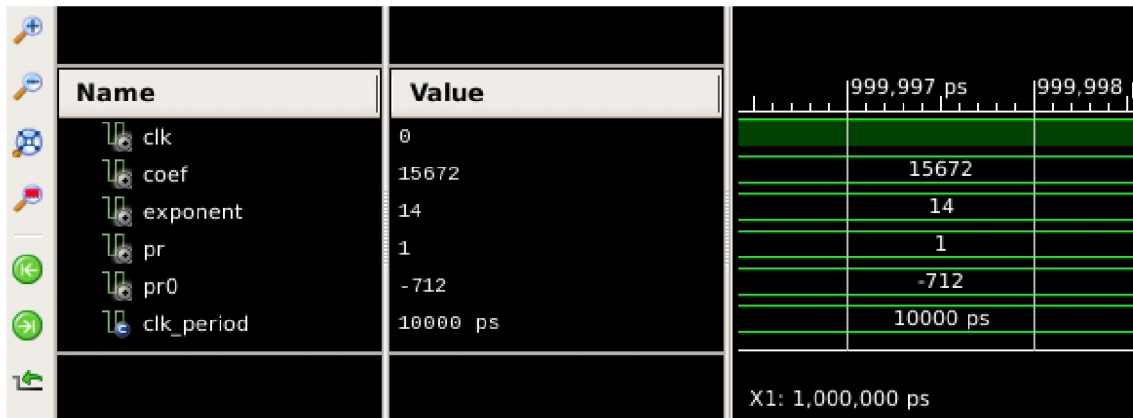 Name Value 999,997 ps 999,998
clk 0
coef 15672 15672
exponent 14 14
pr 1 1
pr0 -712 -712
clk_period 10000 ps 10000 ps
X1: 1,000,000 ps